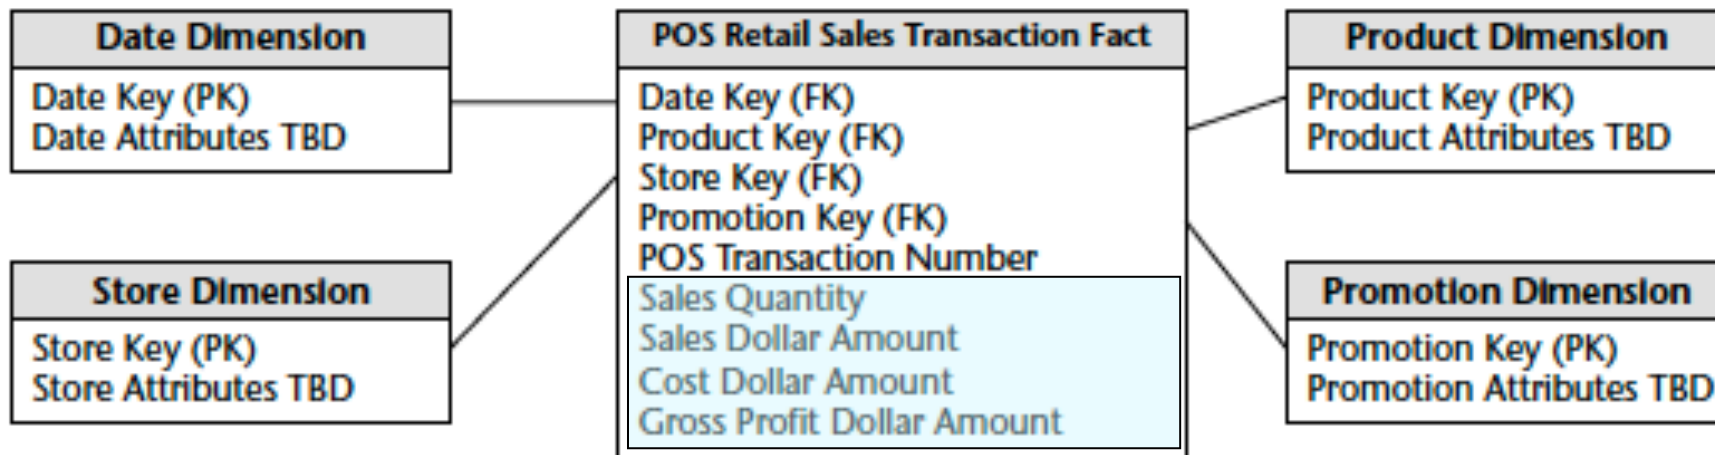 Date Dimension
Date Key (PK)
Date Attributes TBD
Store Dimension
Store Key (PK)
Store Attributes TBD
POS Retail Sales Transaction Fact
Date Key (FK)
Product Key (FK)
Store Key (FK)
Promotion Key (FK)
POS Transaction Number
Sales Quantity
Sales Dollar Amount
Cost Dollar Amount
Gross Profit Dollar Amount
Product Dimension
Product Key (PK)
Product Attributes TBD
Promotion Dimension
Promotion Key (PK)
Promotion Attributes TBD